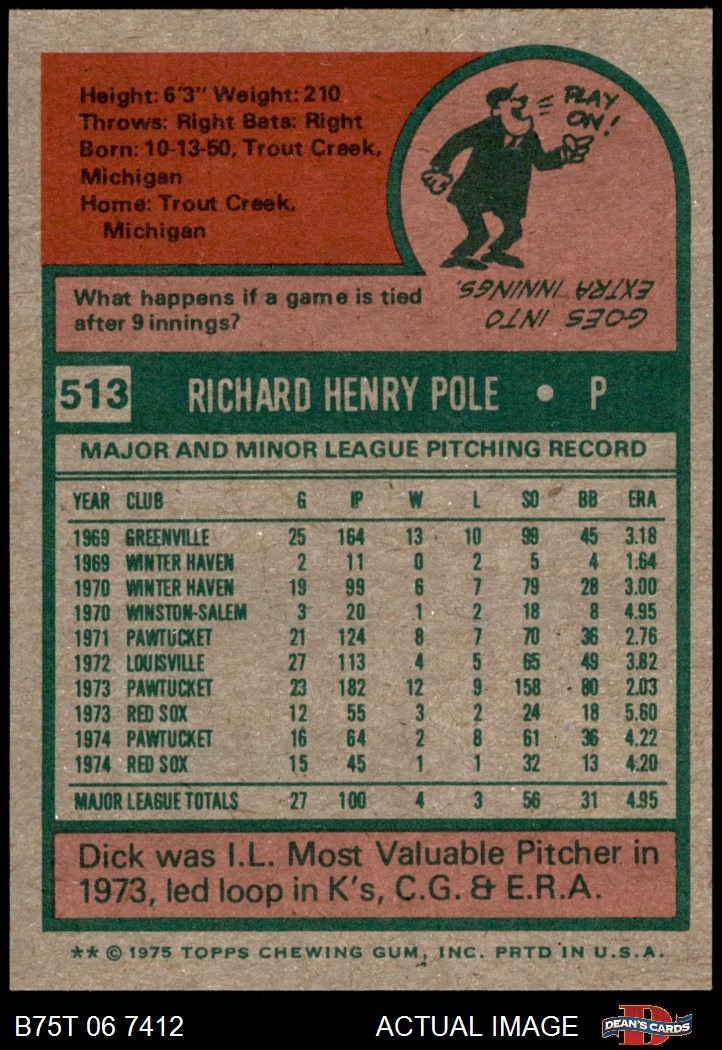 Height: 6'3" Weight: 210
Throws: Right Bats: Right
Born: 10-13-50, Trout Creek,
Michigan
Home: Trout Creek,
Michigan
PLAY
ON!
What happens if a game is tied
after 9 innings?
GOES INTO
EXTRA INNINGS.
513 RICHARD HENRY POLE • P
MAJOR AND MINOR LEAGUE PITCHING RECORD
YEAR CLUB G IP W L SO BB ERA
1969 GREENVILLE 25 164 13 10 99 45 3.18
1969 WINTER HAVEN 2 11 0 2 5 4 1.64
1970 WINTER HAVEN 19 99 6 7 79 28 3.00
1970 WINSTON-SALEM 3 20 1 2 18 8 4.95
1971 PAWTUCKET 21 124 8 7 70 36 2.76
1972 LOUISVILLE 27 113 4 5 65 49 3.82
1973 PAWTUCKET 23 182 12 9 158 80 2.03
1973 RED SOX 12 55 3 2 24 18 5.60
1974 PAWTUCKET 16 64 2 8 61 36 4.22
1974 RED SOX 15 45 1 1 32 13 4.20
MAJOR LEAGUE TOTALS 27 100 4 3 56 31 4.95
Dick was I.L. Most Valuable Pitcher in
1973, led loop in K's, C.G. & E.R.A.
** © 1975 TOPPS CHEWING GUM, INC. PRTD IN U.S.A.
B75T 06 7412 ACTUAL IMAGE D DEAN'S CARDS